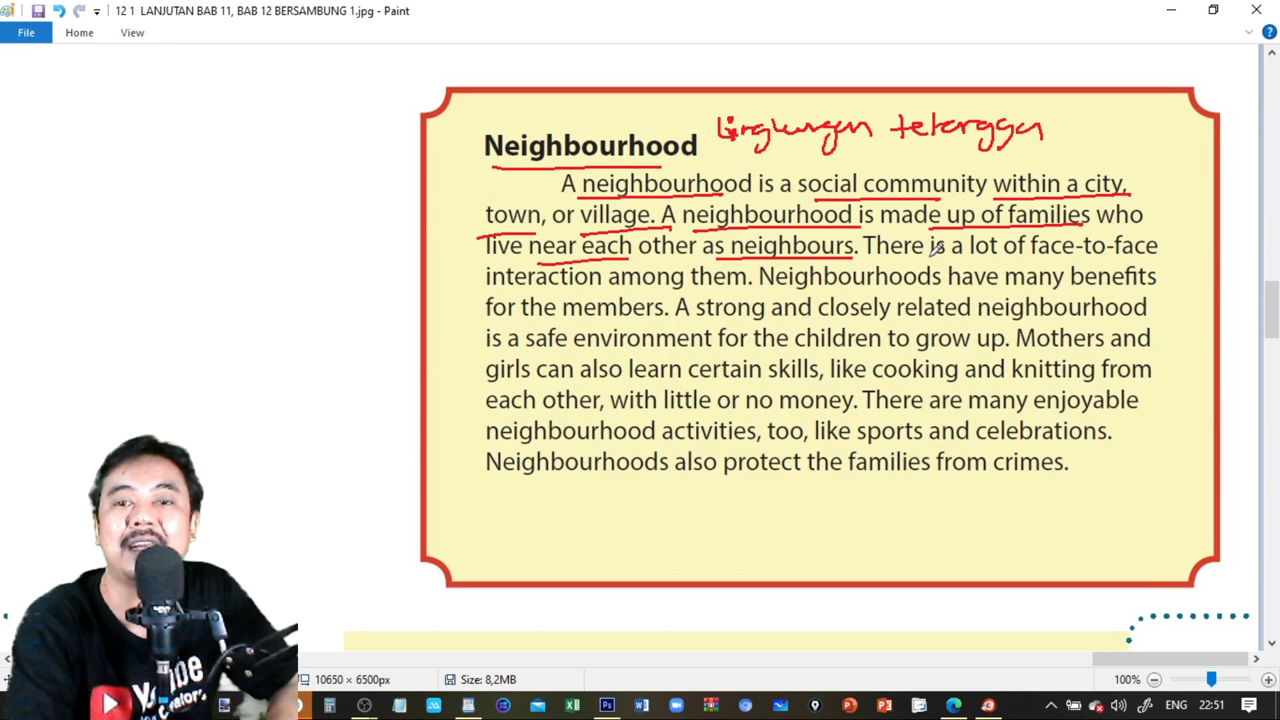 12 1 LANJUTAN BAB 11, BAB 12 BERSAMBUNG 1.jpg - Paint
File Home View
Neighbourhood lingkungan tetangga
A neighbourhood is a social community within a city,
town, or village. A neighbourhood is made up of families who
live near each other as neighbours. There is a lot of face-to-face
interaction among them. Neighbourhoods have many benefits
for the members. A strong and closely related neighbourhood
is a safe environment for the children to grow up. Mothers and
girls can also learn certain skills, like cooking and knitting from
each other, with little or no money. There are many enjoyable
neighbourhood activities, too, like sports and celebrations.
Neighbourhoods also protect the families from crimes.
YouTube
Creators
10650 × 6500px Size: 8,2MB 100%
ENG 22:51